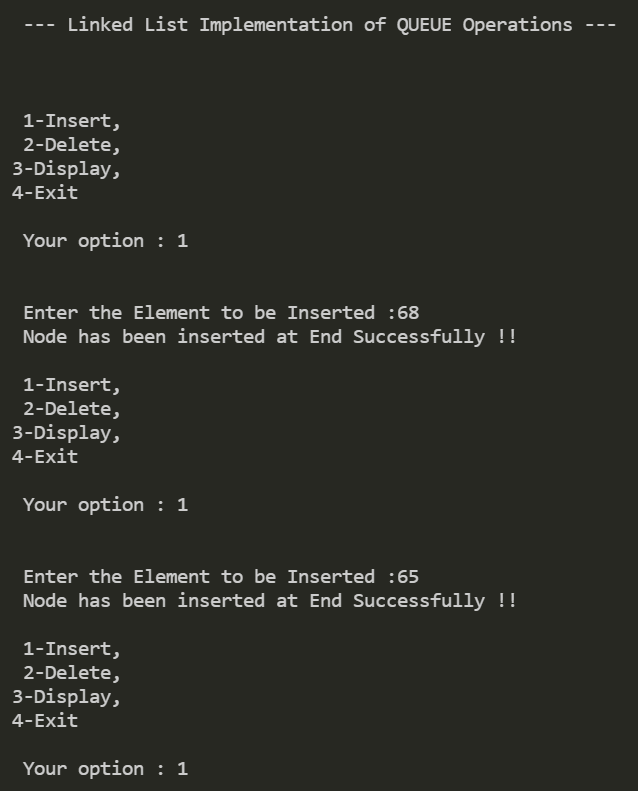 --- Linked List Implementation of QUEUE Operations ---
1-Insert,
2-Delete,
3-Display,
4-Exit
Your option : 1
Enter the Element to be Inserted :68
Node has been inserted at End Successfully !!
1-Insert,
2-Delete,
3-Display,
4-Exit
Your option : 1
Enter the Element to be Inserted :65
Node has been inserted at End Successfully !!
1-Insert,
2-Delete,
3-Display,
4-Exit
Your option : 1